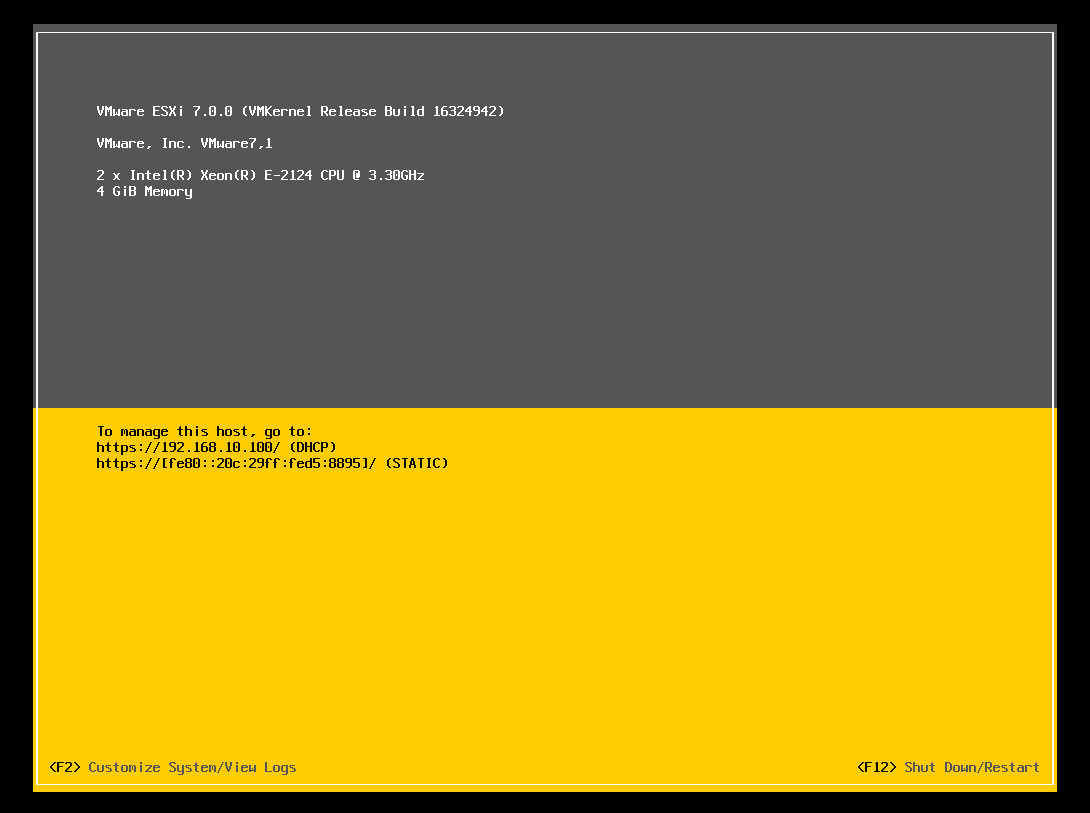 VMware ESXi 7.0.0 (VMKernel Release Build 16324942)
VMware, Inc. VMware7,1
2 x Intel(R) Xeon(R) E-2124 CPU @ 3.30GHz
4 GiB Memory
To manage this host, go to:
https://192.168.10.100/ (DHCP)
https://[fe80::20c:29ff:fed5:8895]/ (STATIC)
<F2> Customize System/View Logs
<F12> Shut Down/Restart